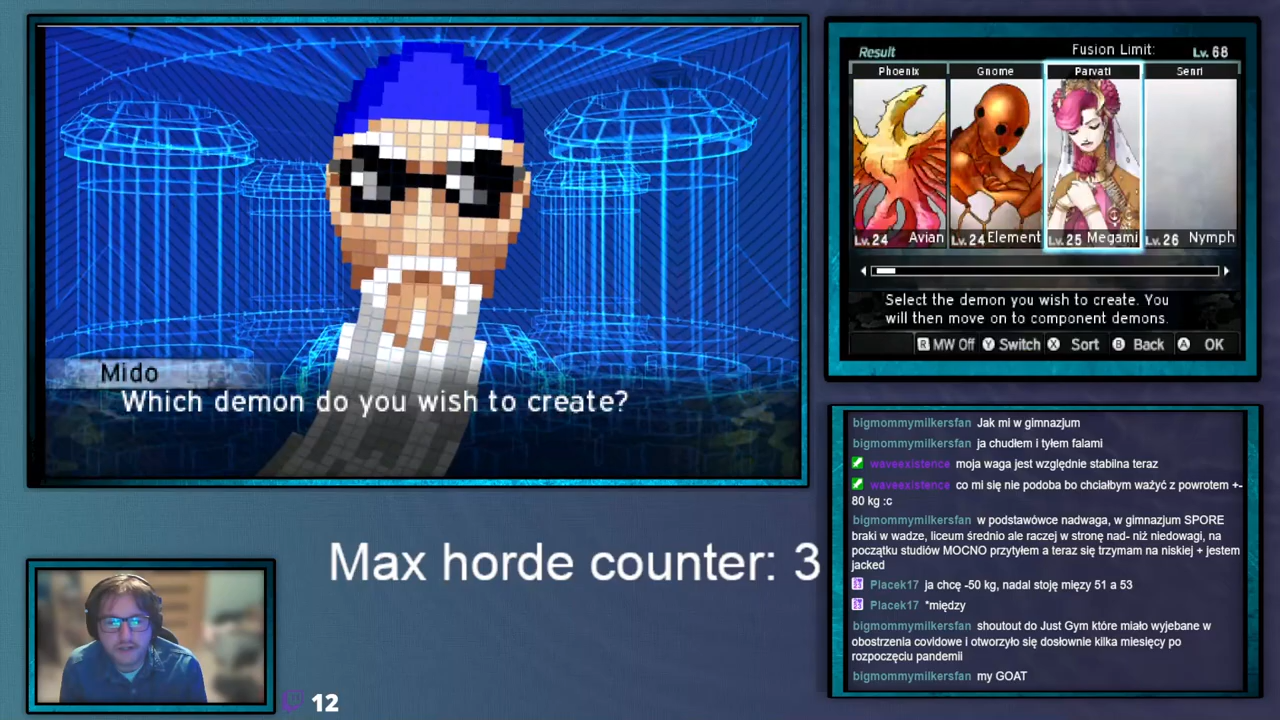 Result
Fusion Limit: Lv. 68
Phoenix Gnome Parvati Senri
Lv. 24 Avian Lv. 24 Element Lv. 25 Megami Lv. 26 Nymph
Select the demon you wish to create. You
will then move on to component demons.
R MW Off Y Switch X Sort B Back A OK
Mido
Which demon do you wish to create?
bigmommymilkersfan Jak mi w gimnazjum
bigmommymilkersfan ja chudłem i tyłem falami
waveexistence moja waga jest względnie stabilna teraz
waveexistence co mi się nie podoba bo chciałbym ważyć z powrotem +-
80 kg :c
bigmommymilkersfan w podstawówce nadwaga, w gimnazjum SPORE
braki w wadze, liceum średnio ale raczej w stronę nad- niż niedowagi, na
początku studiów MOCNO przytyłem a teraz się trzymam na niskiej + jestem
jacked
Placek17 ja chcę -50 kg, nadal stoję mięzy 51 a 53
Placek17 *między
bigmommymilkersfan shoutout do Just Gym które miało wyjebane w
obostrzenia covidowe i otworzyło się dosłownie kilka miesięcy po
rozpoczęciu pandemii
bigmommymilkersfan my GOAT
Max horde counter: 3
12